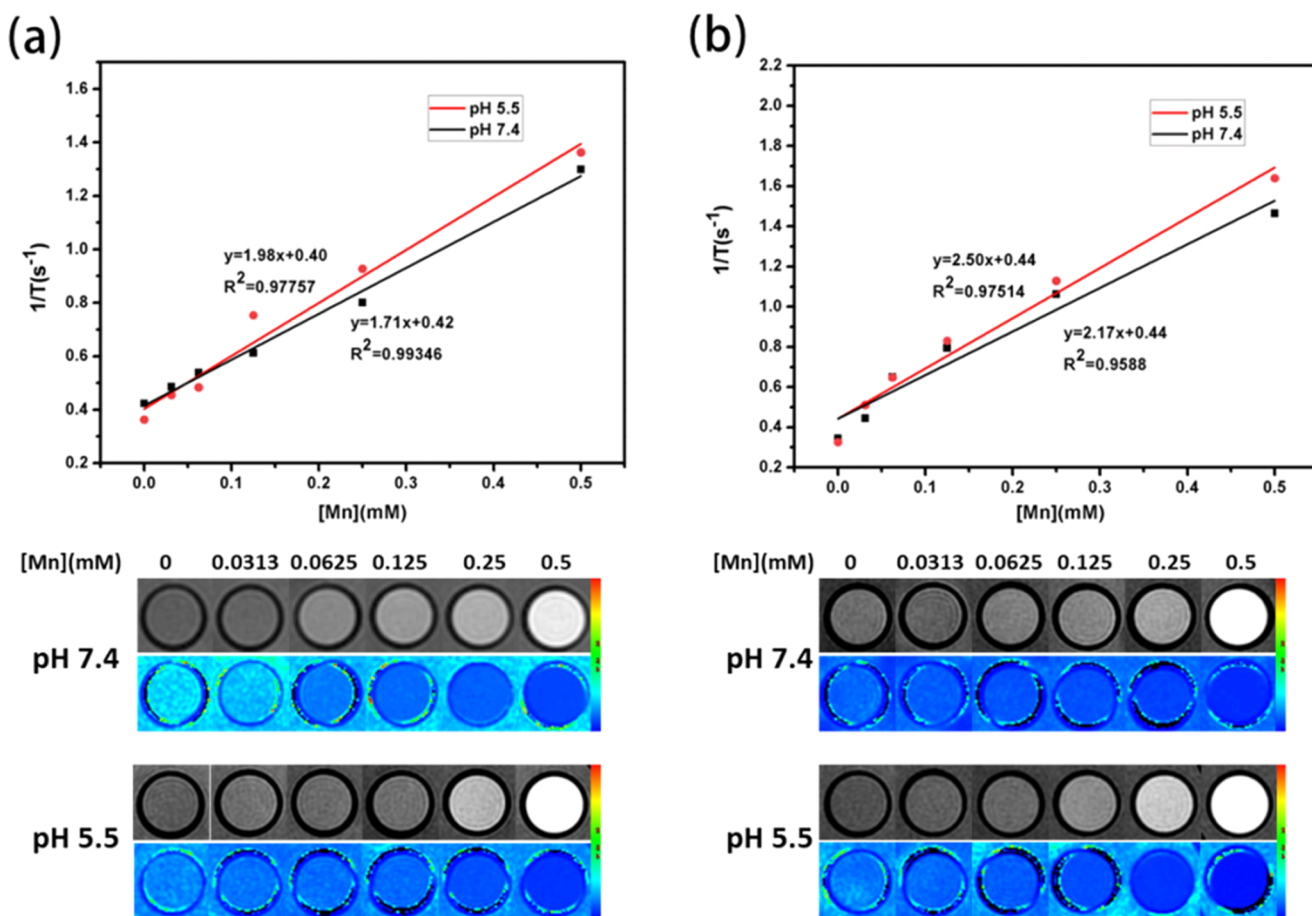 (a)
1.6
1.4
1.2
1.0
0.8
0.6
0.4
0.2
1/T(s⁻¹)
pH 5.5
pH 7.4
y=1.98x+0.40
R²=0.97757
y=1.71x+0.42
R²=0.99346
0.0 0.1 0.2 0.3 0.4 0.5
[Mn](mM)
[Mn](mM) 0 0.0313 0.0625 0.125 0.25 0.5
pH 7.4
pH 5.5
(b)
2.2
2.0
1.8
1.6
1.4
1.2
1.0
0.8
0.6
0.4
0.2
1/T(s⁻¹)
pH 5.5
pH 7.4
y=2.50x+0.44
R²=0.97514
y=2.17x+0.44
R²=0.9588
0.0 0.1 0.2 0.3 0.4 0.5
[Mn](mM)
[Mn](mM) 0 0.0313 0.0625 0.125 0.25 0.5
pH 7.4
pH 5.5